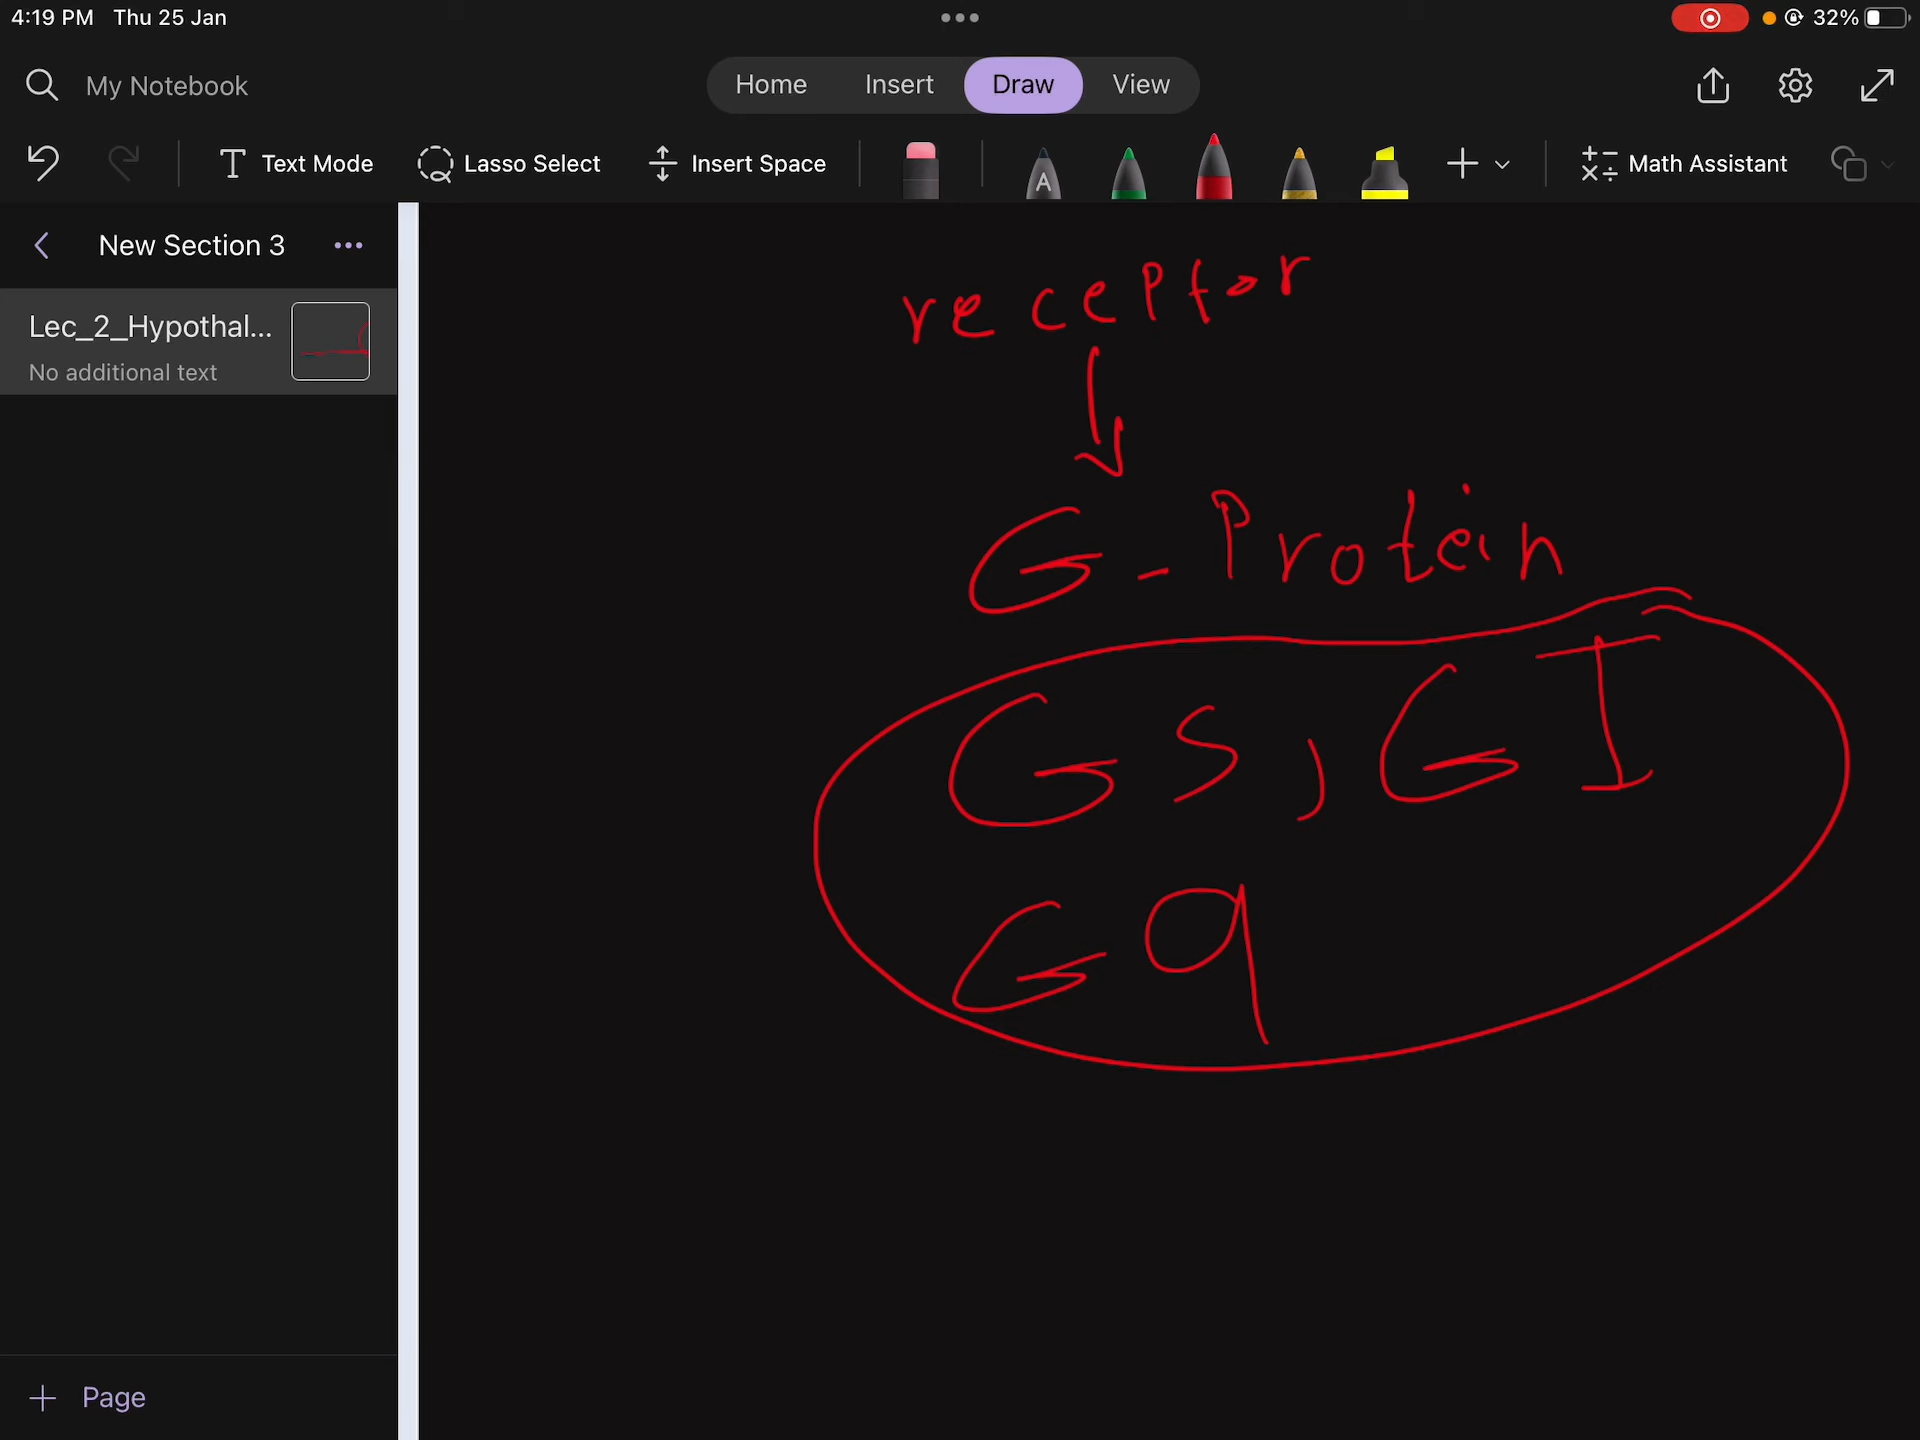 4:19 PM Thu 25 Jan 32%
My Notebook Home Insert Draw View
Text Mode Lasso Select Insert Space A Math Assistant
New Section 3
Lec_2_Hypothal...
No additional text
receptor
G-Protein
Gs, GI
Gq
Page